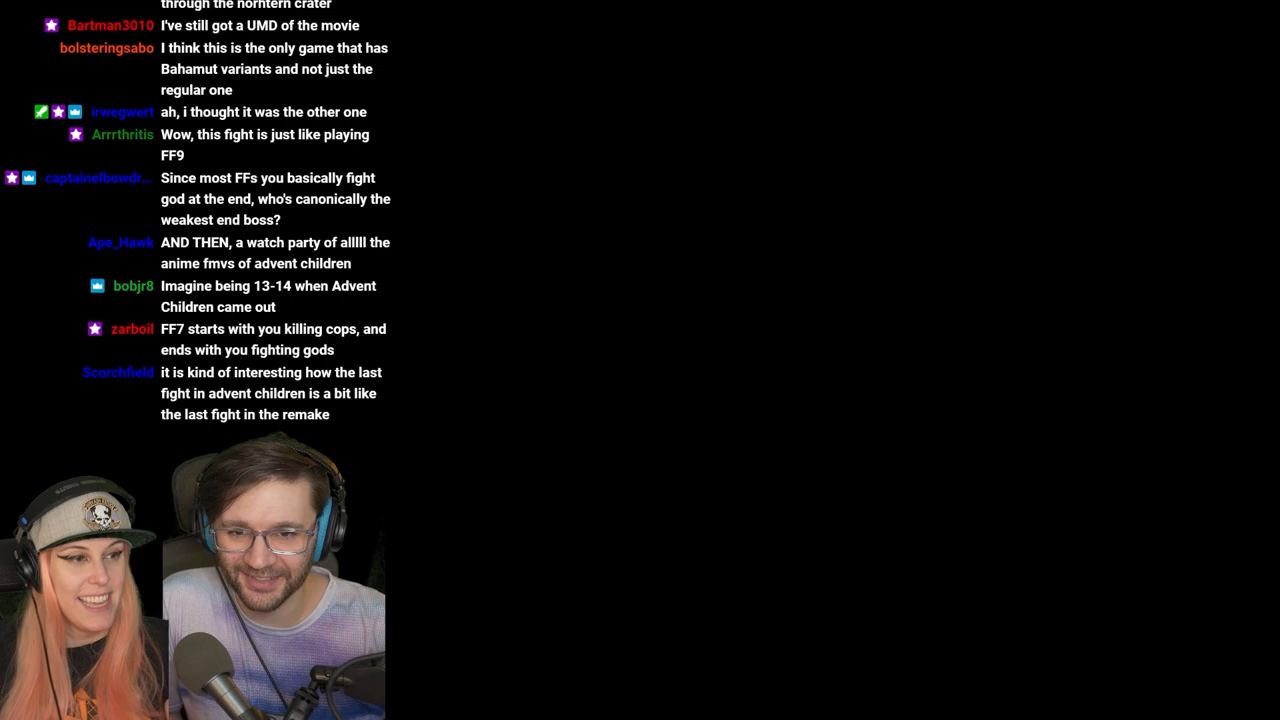 through the norhtern crater
Bartman3010 I've still got a UMD of the movie
bolsteringsabo I think this is the only game that has
Bahamut variants and not just the
regular one
irwegwert ah, i thought it was the other one
Arrrthritis Wow, this fight is just like playing
FF9
captainelbowdr... Since most FFs you basically fight
god at the end, who's canonically the
weakest end boss?
Ape_Hawk AND THEN, a watch party of alllll the
anime fmvs of advent children
bobjr8 Imagine being 13-14 when Advent
Children came out
zarboil FF7 starts with you killing cops, and
ends with you fighting gods
Scorchfield it is kind of interesting how the last
fight in advent children is a bit like
the last fight in the remake